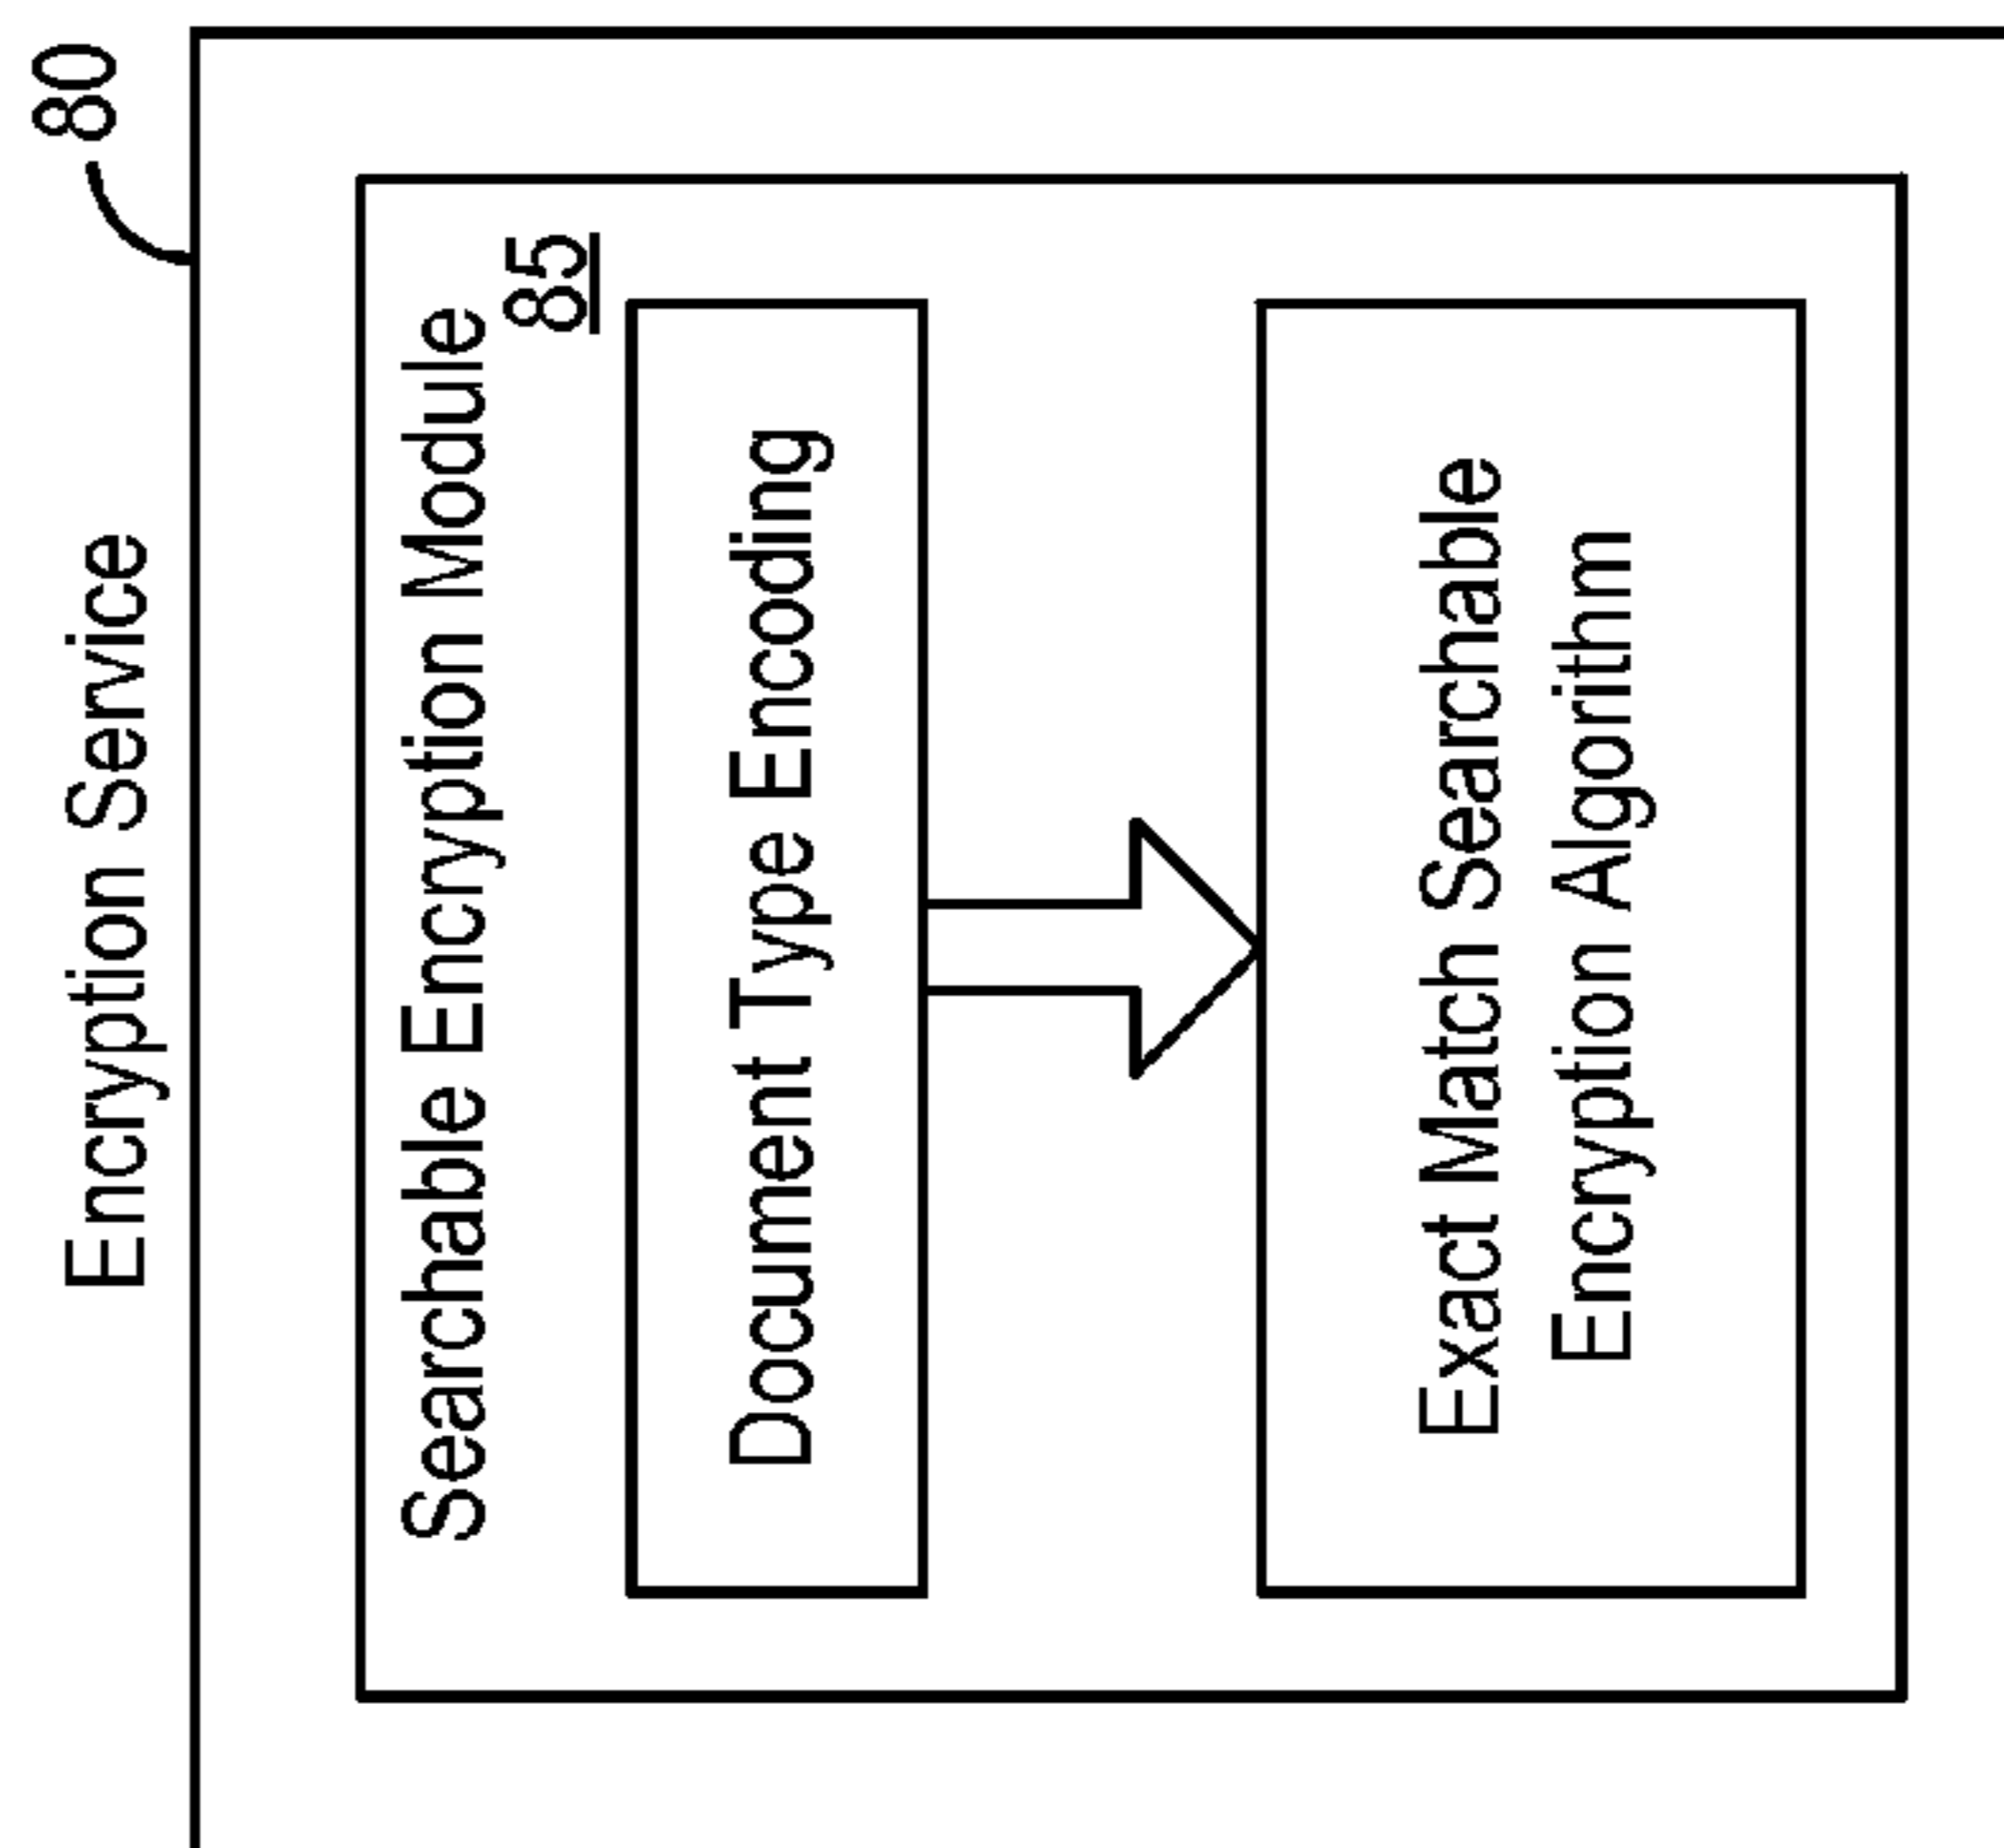 Encryption Service
80
Searchable Encryption Module
85
Document Type Encoding
Exact Match Searchable
Encryption Algorithm